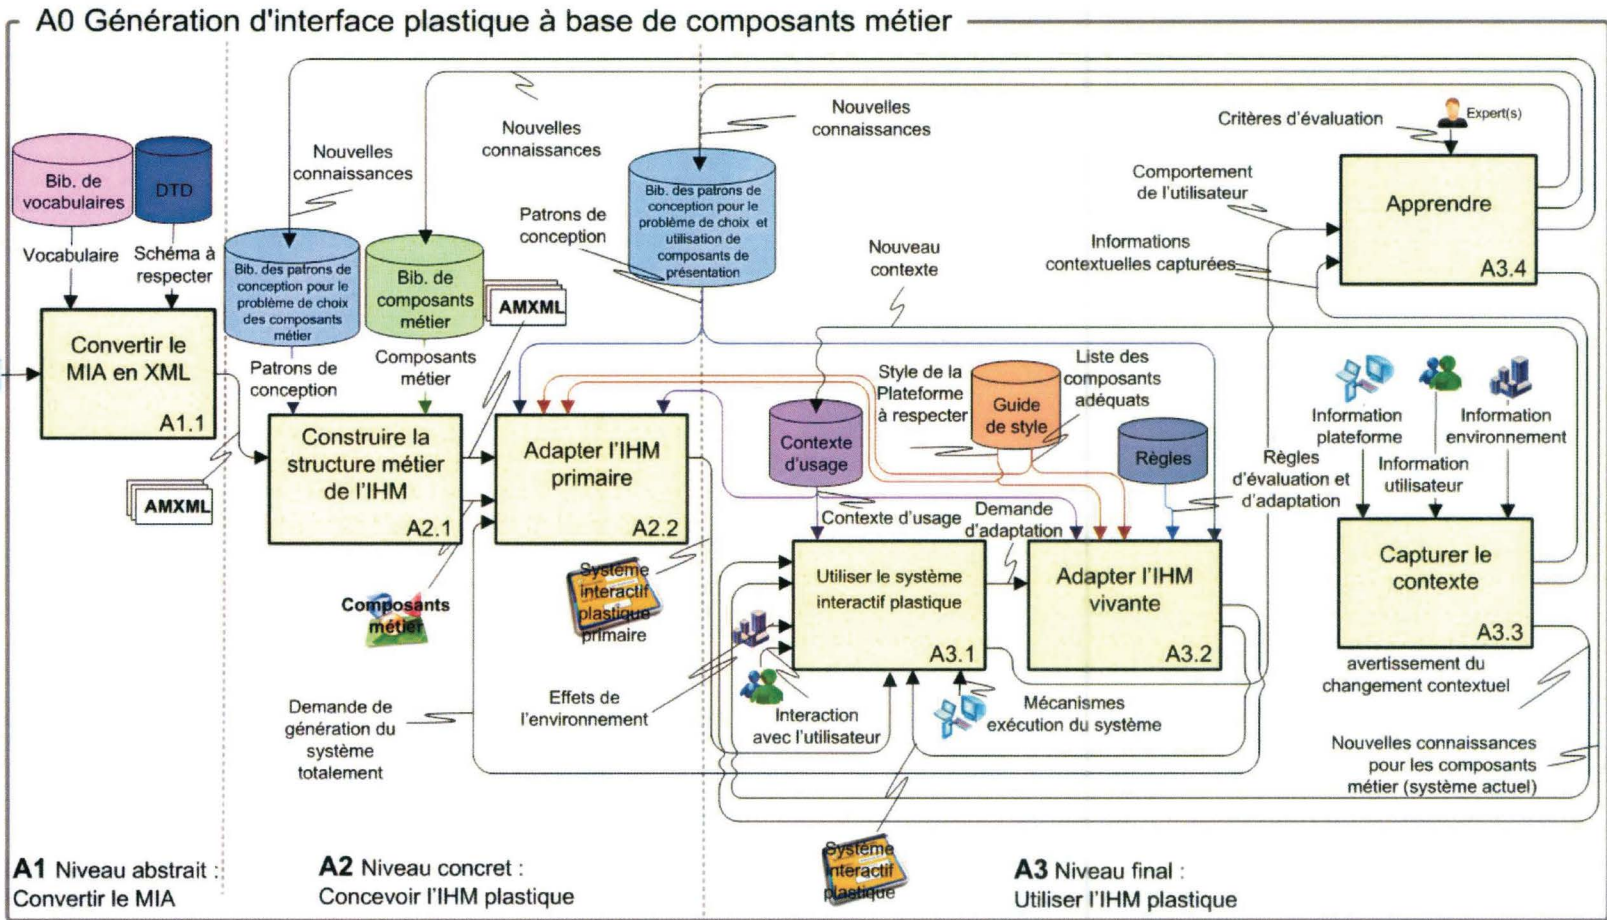 A0 Génération d'interface plastique à base de composants métier
Bib. de
vocabulaires
DTD
Vocabulaire
Schéma à
respecter
Convertir le
MIA en XML
A1.1
AMXML
Nouvelles
connaissances
Bib. des patrons de
conception pour le
problème de choix
des composants
métier
Patrons de
conception
Nouvelles
connaissances
Bib. de
composants
métier
AMXML
Composants
métier
Construire la
structure métier
de l'IHM
A2.1
Composants
métier
Patrons de
conception
Nouvelles
connaissances
Bib. des patrons de
conception pour le
problème de choix et
utilisation de
composants de
présentation
Adapter l'IHM
primaire
A2.2
Système
interactif
plastique
primaire
Demande de
génération du
système
totalement
Effets de
l'environnement
Nouveau
contexte
Contexte
d'usage
Contexte d'usage
Style de la
Plateforme
à respecter
Guide
de style
Liste des
composants
adéquats
Règles
Règles
d'évaluation et
d'adaptation
Demande
d'adaptation
Utiliser le système
interactif plastique
A3.1
Adapter l'IHM
vivante
A3.2
Interaction
avec l'utilisateur
Mécanismes
exécution du système
Système
interactif
plastique
Critères d'évaluation
Expert(s)
Comportement
de l'utilisateur
Informations
contextuelles capturées
Apprendre
A3.4
Information
plateforme
Information
utilisateur
Information
environnement
Capturer le
contexte
A3.3
avertissement du
changement contextuel
Nouvelles connaissances
pour les composants
métier (système actuel)
A1 Niveau abstrait :
Convertir le MIA
A2 Niveau concret :
Concevoir l'IHM plastique
A3 Niveau final :
Utiliser l'IHM plastique